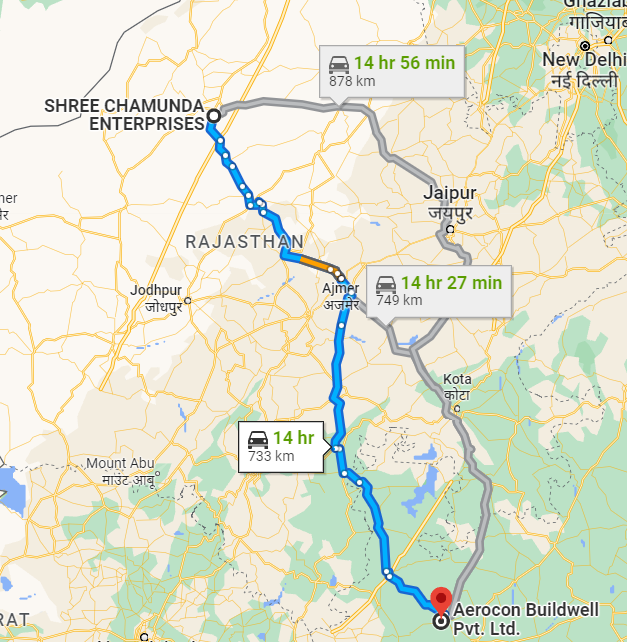 Ghaziab
गाज़ियाब
New Delhi
नई दिल्ली
14 hr 56 min
878 km
SHREE CHAMUNDA
ENTERPRISES
Jaipur
जयपुर
RAJASTHAN
Jodhpur
जोधपुर
Ajmer
अजमेर
14 hr 27 min
749 km
Kota
कोटा
14 hr
733 km
Mount Abu
माउंट आबू
Aerocon Buildwell
Pvt. Ltd.
RAT